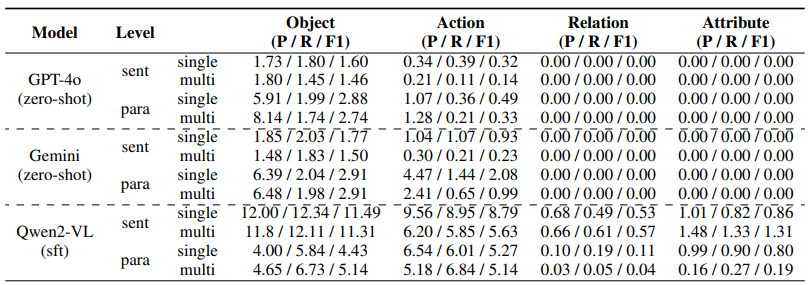 Model Level Object Action Relation Attribute
(P / R / F1) (P / R / F1) (P / R / F1) (P / R / F1)
GPT-4o (zero-shot) sent single 1.73 / 1.80 / 1.60 0.34 / 0.39 / 0.32 0.00 / 0.00 / 0.00 0.00 / 0.00 / 0.00
multi 1.80 / 1.45 / 1.46 0.21 / 0.11 / 0.14 0.00 / 0.00 / 0.00 0.00 / 0.00 / 0.00
para single 5.91 / 1.99 / 2.88 1.07 / 0.36 / 0.49 0.00 / 0.00 / 0.00 0.00 / 0.00 / 0.00
multi 8.14 / 1.74 / 2.74 1.28 / 0.21 / 0.33 0.00 / 0.00 / 0.00 0.00 / 0.00 / 0.00
Gemini (zero-shot) sent single 1.85 / 2.03 / 1.77 1.04 / 1.07 / 0.93 0.00 / 0.00 / 0.00 0.00 / 0.00 / 0.00
multi 1.48 / 1.83 / 1.50 0.30 / 0.21 / 0.23 0.00 / 0.00 / 0.00 0.00 / 0.00 / 0.00
para single 6.39 / 2.04 / 2.91 4.47 / 1.44 / 2.08 0.00 / 0.00 / 0.00 0.00 / 0.00 / 0.00
multi 6.48 / 1.98 / 2.91 2.41 / 0.65 / 0.99 0.00 / 0.00 / 0.00 0.00 / 0.00 / 0.00
Qwen2-VL (sft) sent single 12.00 / 12.34 / 11.49 9.56 / 8.95 / 8.79 0.68 / 0.49 / 0.53 1.01 / 0.82 / 0.86
multi 11.8 / 12.11 / 11.31 6.20 / 5.85 / 5.63 0.66 / 0.61 / 0.57 1.48 / 1.33 / 1.31
para single 4.00 / 5.84 / 4.43 6.54 / 6.01 / 5.27 0.10 / 0.19 / 0.11 0.99 / 0.90 / 0.80
multi 4.65 / 6.73 / 5.14 5.18 / 6.84 / 5.14 0.03 / 0.05 / 0.04 0.16 / 0.27 / 0.19